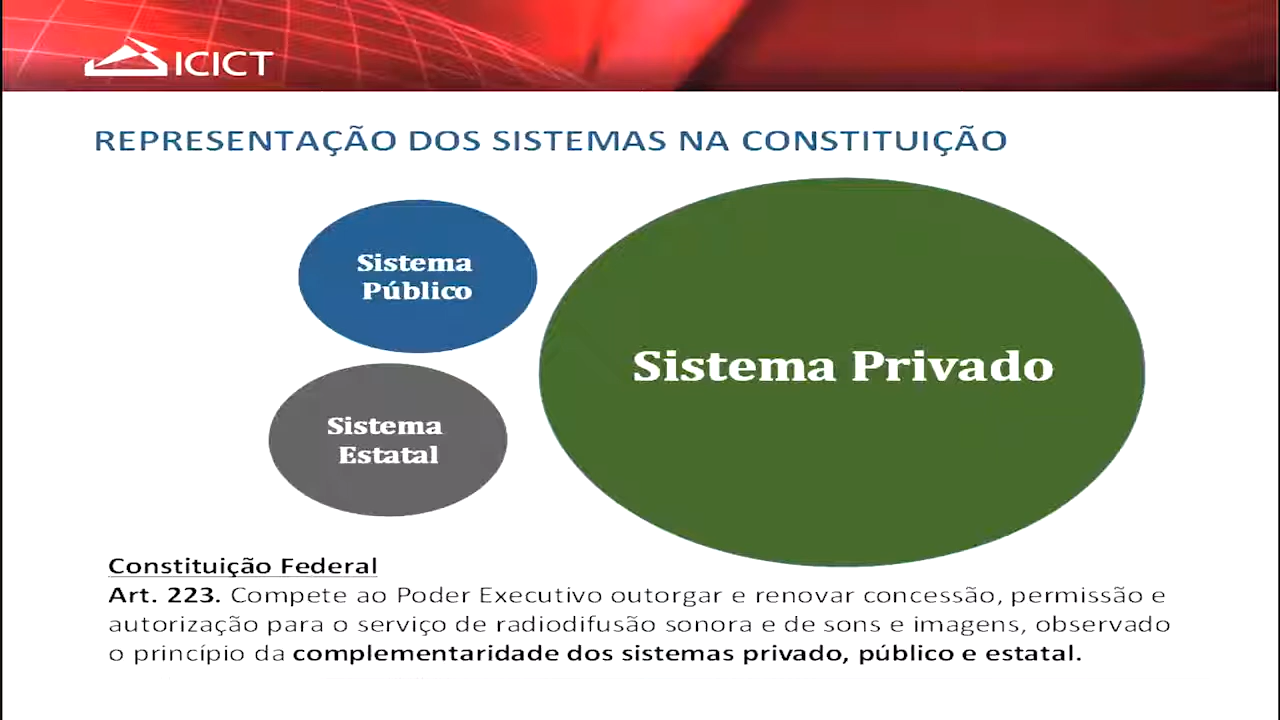 ICICT
REPRESENTAÇÃO DOS SISTEMAS NA CONSTITUIÇÃO
Sistema
Público
Sistema Privado
Sistema
Estatal
Constituição Federal
Art. 223. Compete ao Poder Executivo outorgar e renovar concessão, permissão e
autorização para o serviço de radiodifusão sonora e de sons e imagens, observado
o princípio da complementaridade dos sistemas privado, público e estatal.